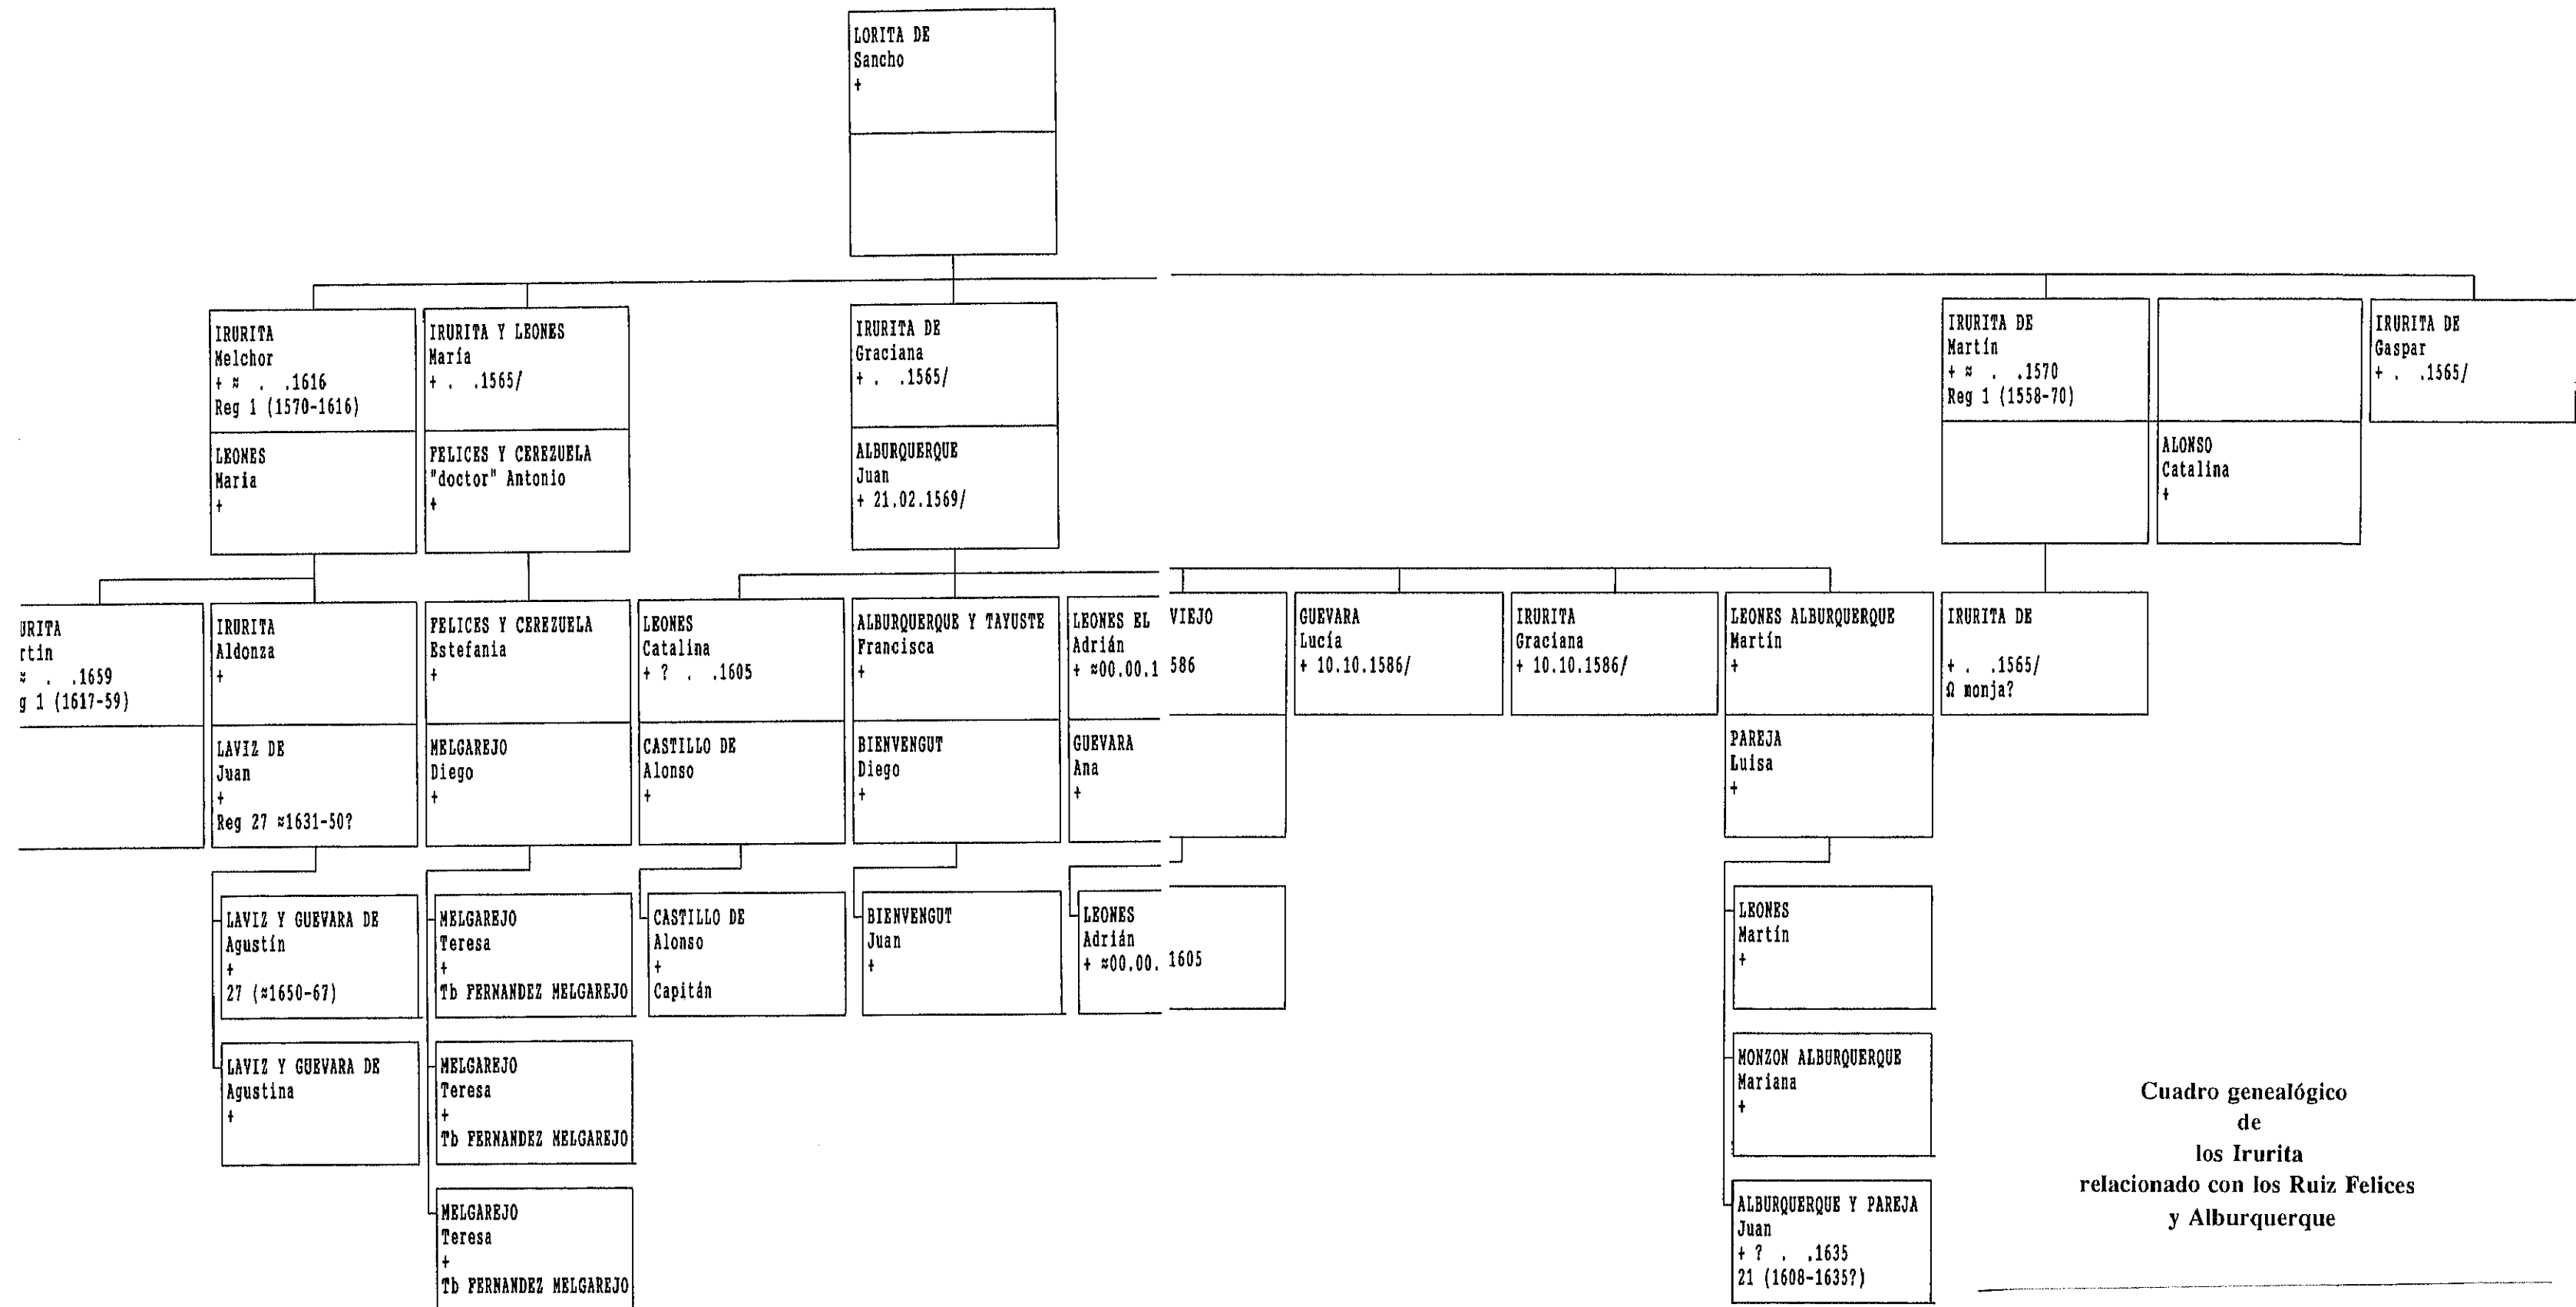 LORITA DE
Sancho
+
IRURITA
Melchor
+ ≈ . .1616
Reg 1 (1570-1616)
LEONES
Maria
+
IRURITA Y LEONES
María
+ . .1565/
FELICES Y CEREZUELA
"doctor" Antonio
+
IRURITA DE
Graciana
+ . .1565/
ALBURQUERQUE
Juan
+ 21.02.1569/
IRURITA DE
Martín
+ ≈ . .1570
Reg 1 (1558-70)
ALONSO
Catalina
+
IRURITA DE
Gaspar
+ . .1565/
URITA
rtín
≈ . .1659
g 1 (1617-59)
IRURITA
Aldonza
+
LAVIZ DE
Juan
+
Reg 27 ≈1631-50?
FELICES Y CEREZUELA
Estefania
+
MELGAREJO
Diego
+
LEONES
Catalina
+ ? . .1605
CASTILLO DE
Alonso
+
ALBURQUERQUE Y TAYUSTE
Francisca
+
BIENVENGUT
Diego
+
LEONES EL VIEJO
Adrián
+ ≈00.00.1 586
GUEVARA
Ana
+
GUEVARA
Lucía
+ 10.10.1586/
IRURITA
Graciana
+ 10.10.1586/
LEONES ALBURQUERQUE
Martín
+
PAREJA
Luisa
+
IRURITA DE
+ . .1565/
Ω monja?
LAVIZ Y GUEVARA DE
Agustín
+
27 (≈1650-67)
LAVIZ Y GUEVARA DE
Agustina
+
MELGAREJO
Teresa
+
Tb FERNANDEZ MELGAREJO
MELGAREJO
Teresa
+
Tb FERNANDEZ MELGAREJO
MELGAREJO
Teresa
+
Tb FERNANDEZ MELGAREJO
CASTILLO DE
Alonso
+
Capitán
BIENVENGUT
Juan
+
LEONES
Adrián
+ ≈00.00. 1605
LEONES
Martín
+
MONZON ALBURQUERQUE
Mariana
+
ALBURQUERQUE Y PAREJA
Juan
+ ? . .1635
21 (1608-1635?)
Cuadro genealógico
de
los Irurita
relacionado con los Ruiz Felices
y Alburquerque